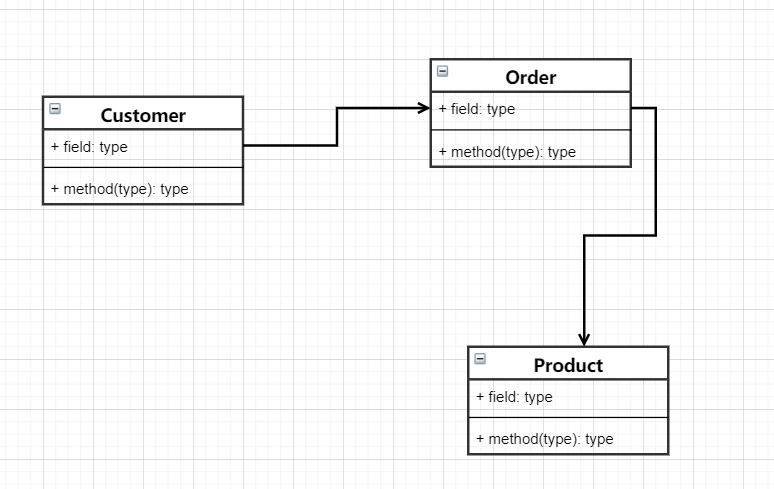 Customer
+ field: type
+ method(type): type
Order
+ field: type
+ method(type): type
Product
+ field: type
+ method(type): type